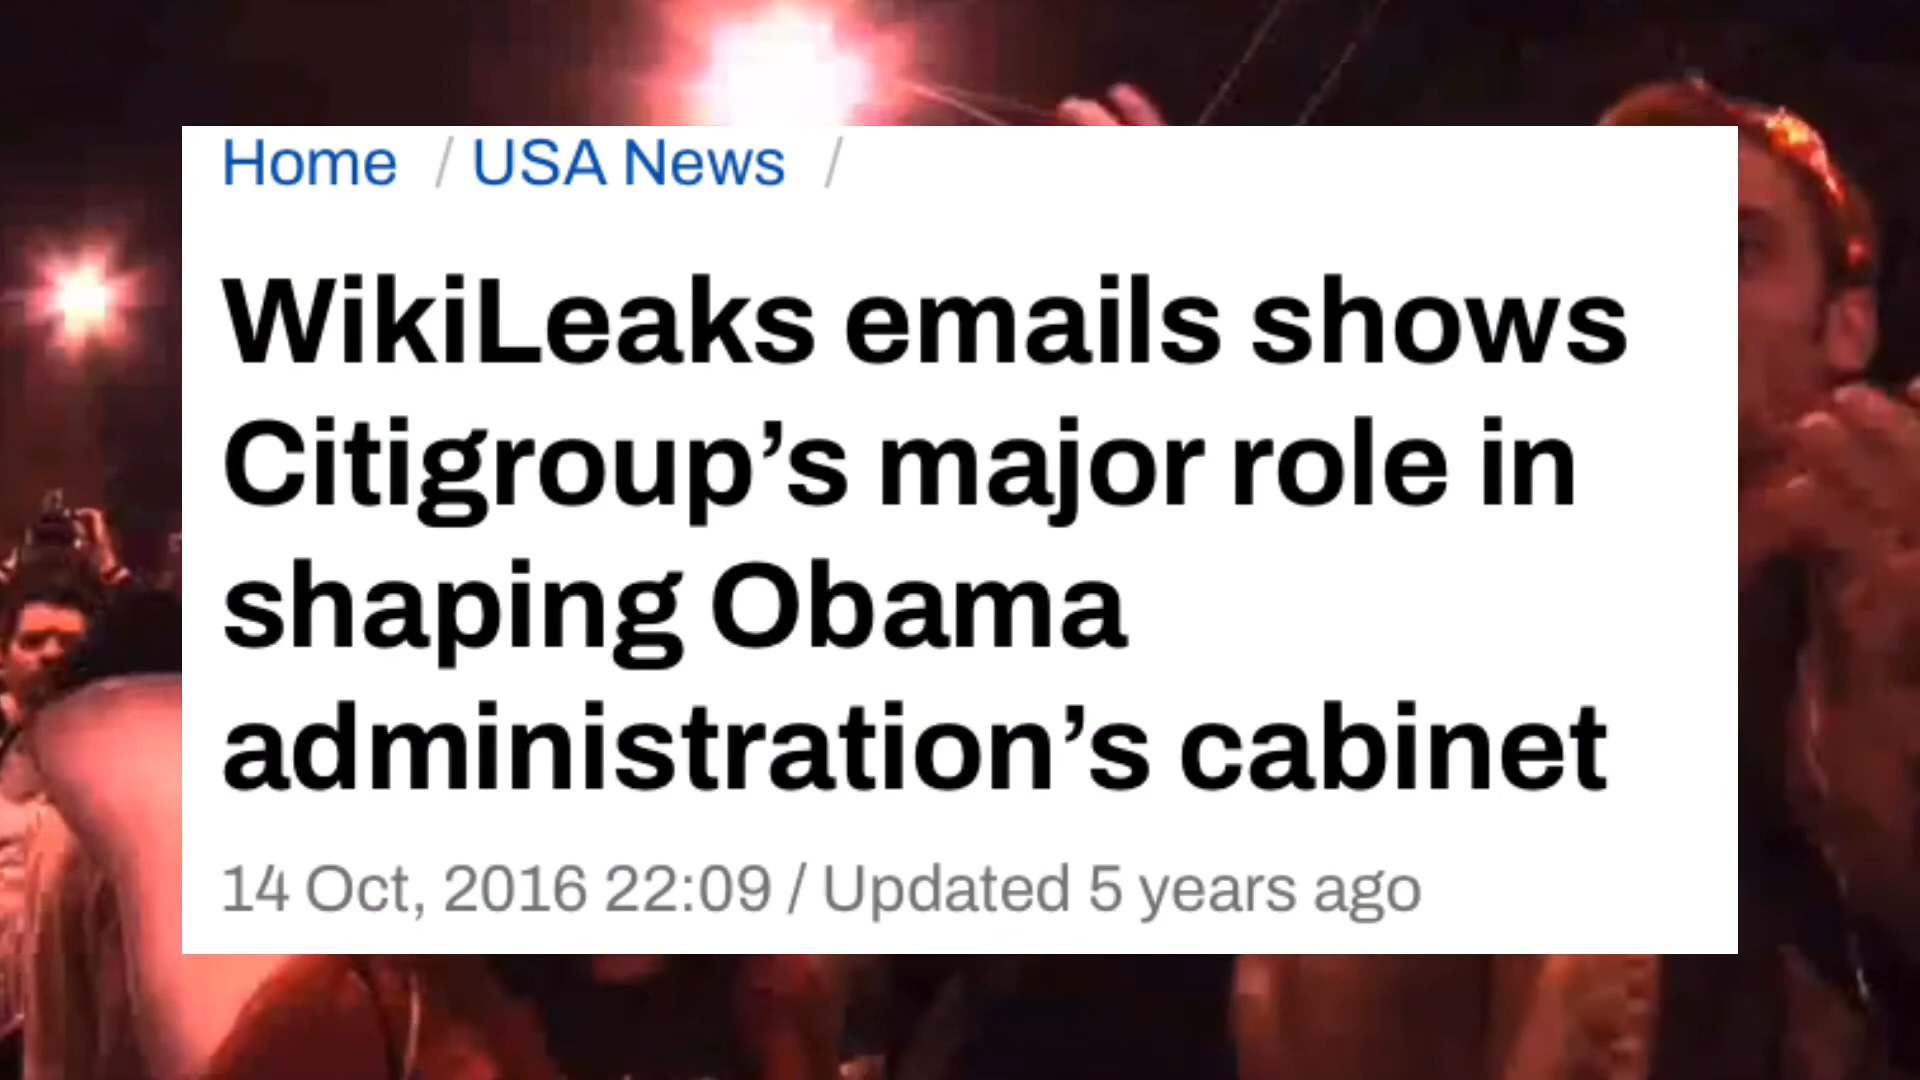 Home / USA News /
WikiLeaks emails shows
Citigroup’s major role in
shaping Obama
administration’s cabinet
14 Oct, 2016 22:09 / Updated 5 years ago